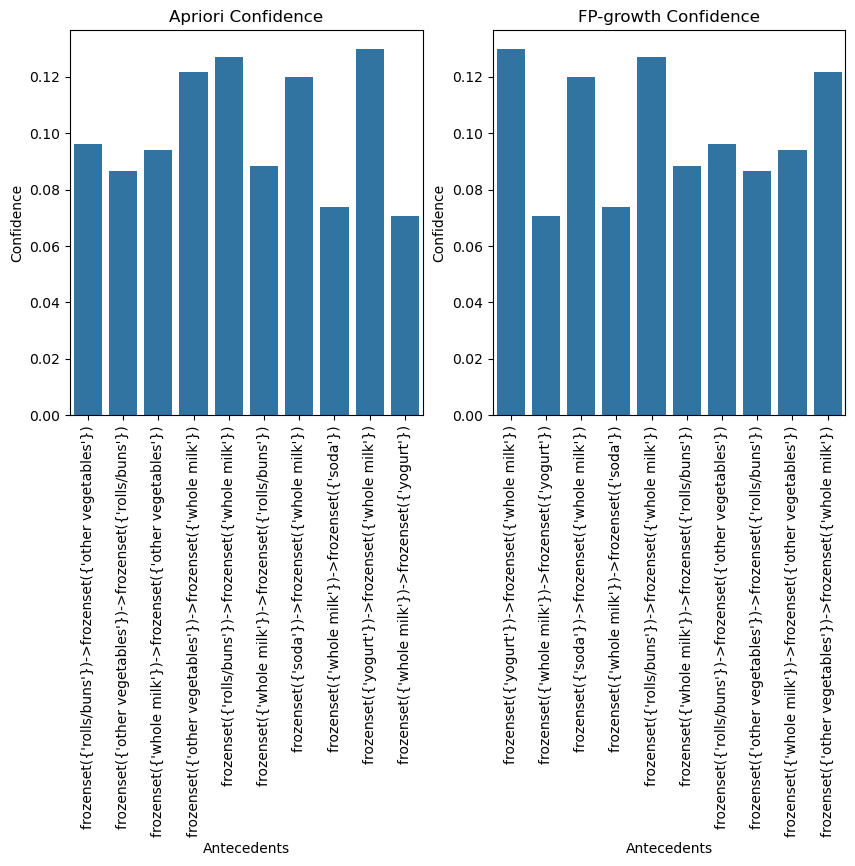 Apriori Confidence
Confidence
0.12
0.10
0.08
0.06
0.04
0.02
0.00
frozenset({'rolls/buns'})->frozenset({'other vegetables'})
frozenset({'other vegetables'})->frozenset({'rolls/buns'})
frozenset({'whole milk'})->frozenset({'other vegetables'})
frozenset({'other vegetables'})->frozenset({'whole milk'})
frozenset({'rolls/buns'})->frozenset({'whole milk'})
frozenset({'whole milk'})->frozenset({'rolls/buns'})
frozenset({'soda'})->frozenset({'whole milk'})
frozenset({'whole milk'})->frozenset({'soda'})
frozenset({'yogurt'})->frozenset({'whole milk'})
frozenset({'whole milk'})->frozenset({'yogurt'})
Antecedents
FP-growth Confidence
Confidence
0.12
0.10
0.08
0.06
0.04
0.02
0.00
frozenset({'yogurt'})->frozenset({'whole milk'})
frozenset({'whole milk'})->frozenset({'yogurt'})
frozenset({'soda'})->frozenset({'whole milk'})
frozenset({'whole milk'})->frozenset({'soda'})
frozenset({'rolls/buns'})->frozenset({'whole milk'})
frozenset({'whole milk'})->frozenset({'rolls/buns'})
frozenset({'rolls/buns'})->frozenset({'other vegetables'})
frozenset({'other vegetables'})->frozenset({'rolls/buns'})
frozenset({'whole milk'})->frozenset({'other vegetables'})
frozenset({'other vegetables'})->frozenset({'whole milk'})
Antecedents